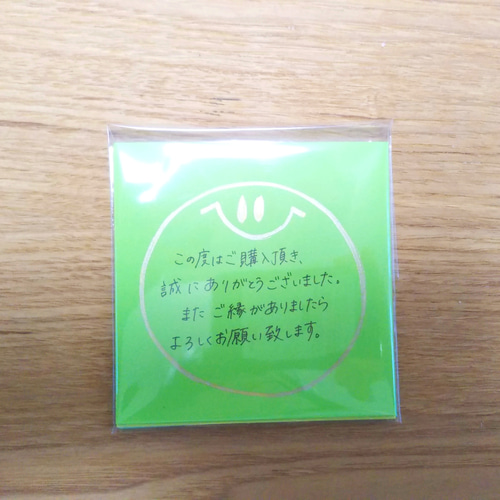 この度はご購入頂き、
誠にありがとうございました。
またご縁がありましたら
よろしくお願い致します。